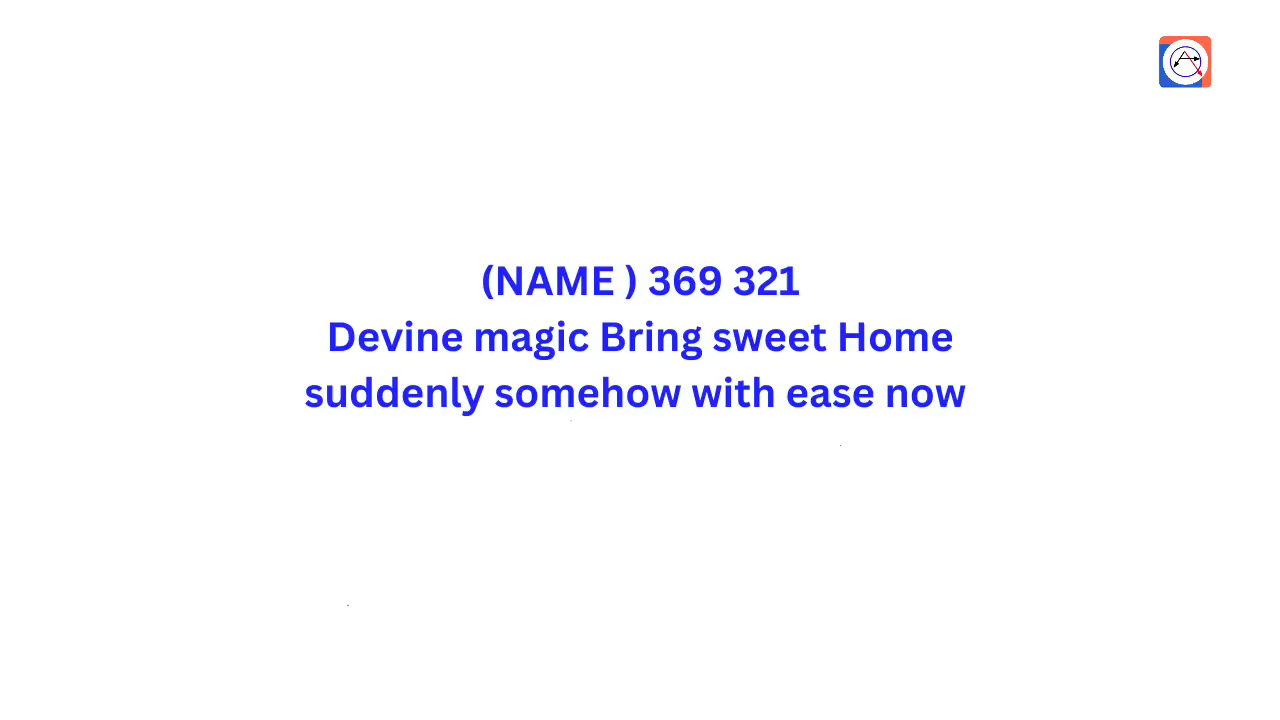 (NAME ) 369 321
Devine magic Bring sweet Home
suddenly somehow with ease now